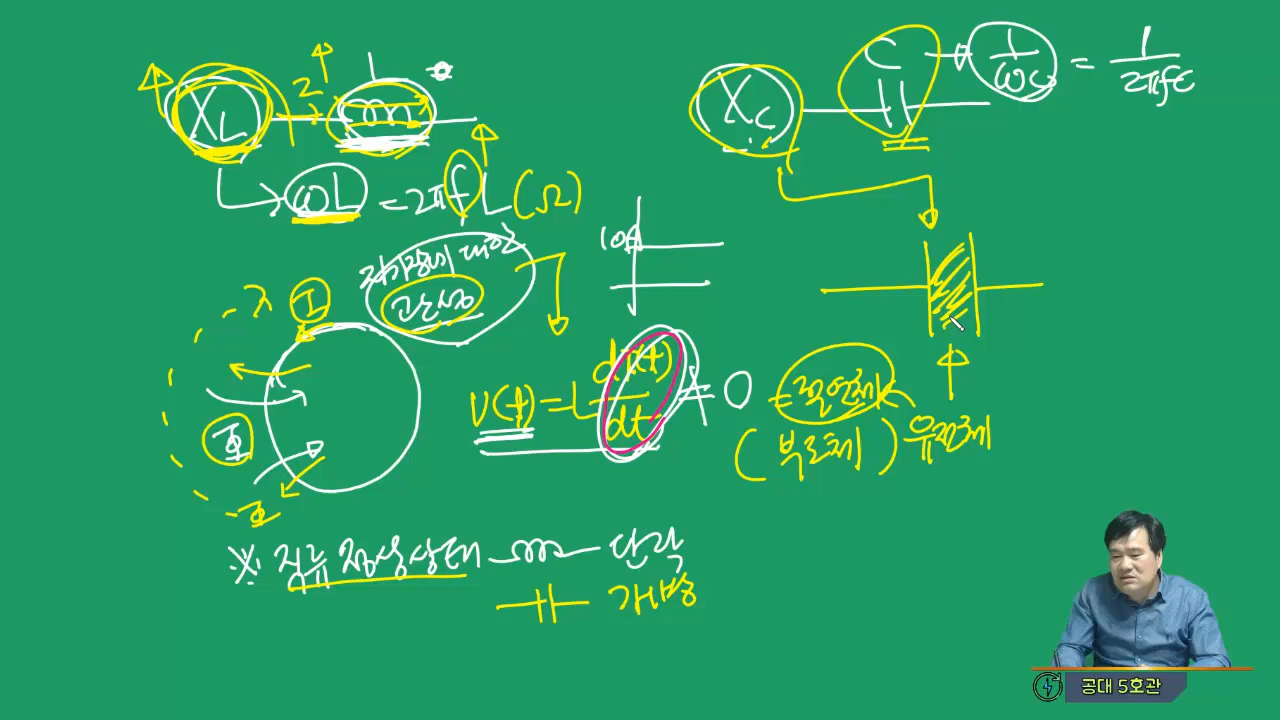 X_L
L
ωL = 2πfL (Ω)
X_C
C
1/ωC = 1/2πfC
자기장에 대한
관성
I
Φ
-Φ
10A
V(t) = L di(t)/dt = 0
절연체
(부도체) 유전체
※ 직류 정상상태
단락
개방
공대 5호관